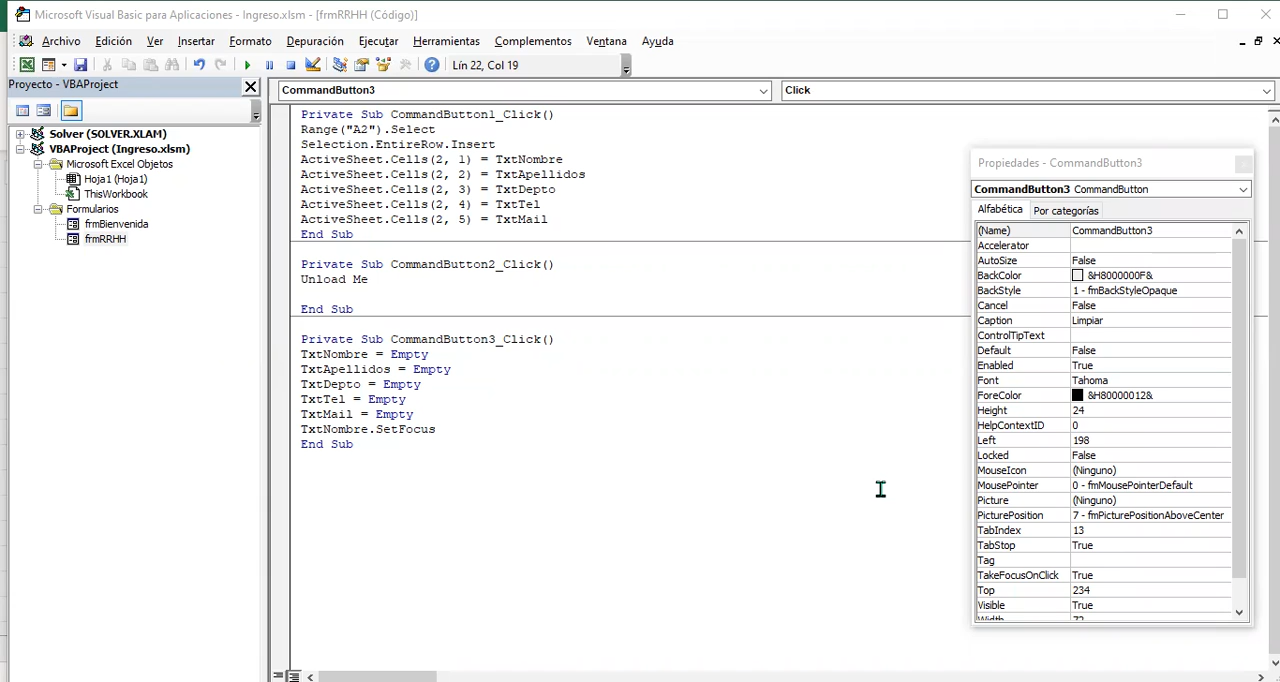 Microsoft Visual Basic para Aplicaciones - Ingreso.xlsm - [frmRRHH (Código)]
Archivo Edición Ver Insertar Formato Depuración Ejecutar Herramientas Complementos Ventana Ayuda
Lín 22, Col 19
Proyecto - VBAProject
Solver (SOLVER.XLAM)
VBAProject (Ingreso.xlsm)
Microsoft Excel Objetos
Hoja1 (Hoja1)
ThisWorkbook
Formularios
frmBienvenida
frmRRHH
CommandButton3 Click
Private Sub CommandButton1_Click()
Range("A2").Select
Selection.EntireRow.Insert
ActiveSheet.Cells(2, 1) = TxtNombre
ActiveSheet.Cells(2, 2) = TxtApellidos
ActiveSheet.Cells(2, 3) = TxtDepto
ActiveSheet.Cells(2, 4) = TxtTel
ActiveSheet.Cells(2, 5) = TxtMail
End Sub
Private Sub CommandButton2_Click()
Unload Me
End Sub
Private Sub CommandButton3_Click()
TxtNombre = Empty
TxtApellidos = Empty
TxtDepto = Empty
TxtTel = Empty
TxtMail = Empty
TxtNombre.SetFocus
End Sub
Propiedades - CommandButton3
CommandButton3 CommandButton
Alfabética Por categorías
(Name) CommandButton3
Accelerator
AutoSize False
BackColor &H8000000F&
BackStyle 1 - fmBackStyleOpaque
Cancel False
Caption Limpiar
ControlTipText
Default False
Enabled True
Font Tahoma
ForeColor &H80000012&
Height 24
HelpContextID 0
Left 198
Locked False
MouseIcon (Ninguno)
MousePointer 0 - fmMousePointerDefault
Picture (Ninguno)
PicturePosition 7 - fmPicturePositionAboveCenter
TabIndex 13
TabStop True
Tag
TakeFocusOnClick True
Top 234
Visible True
Width 72